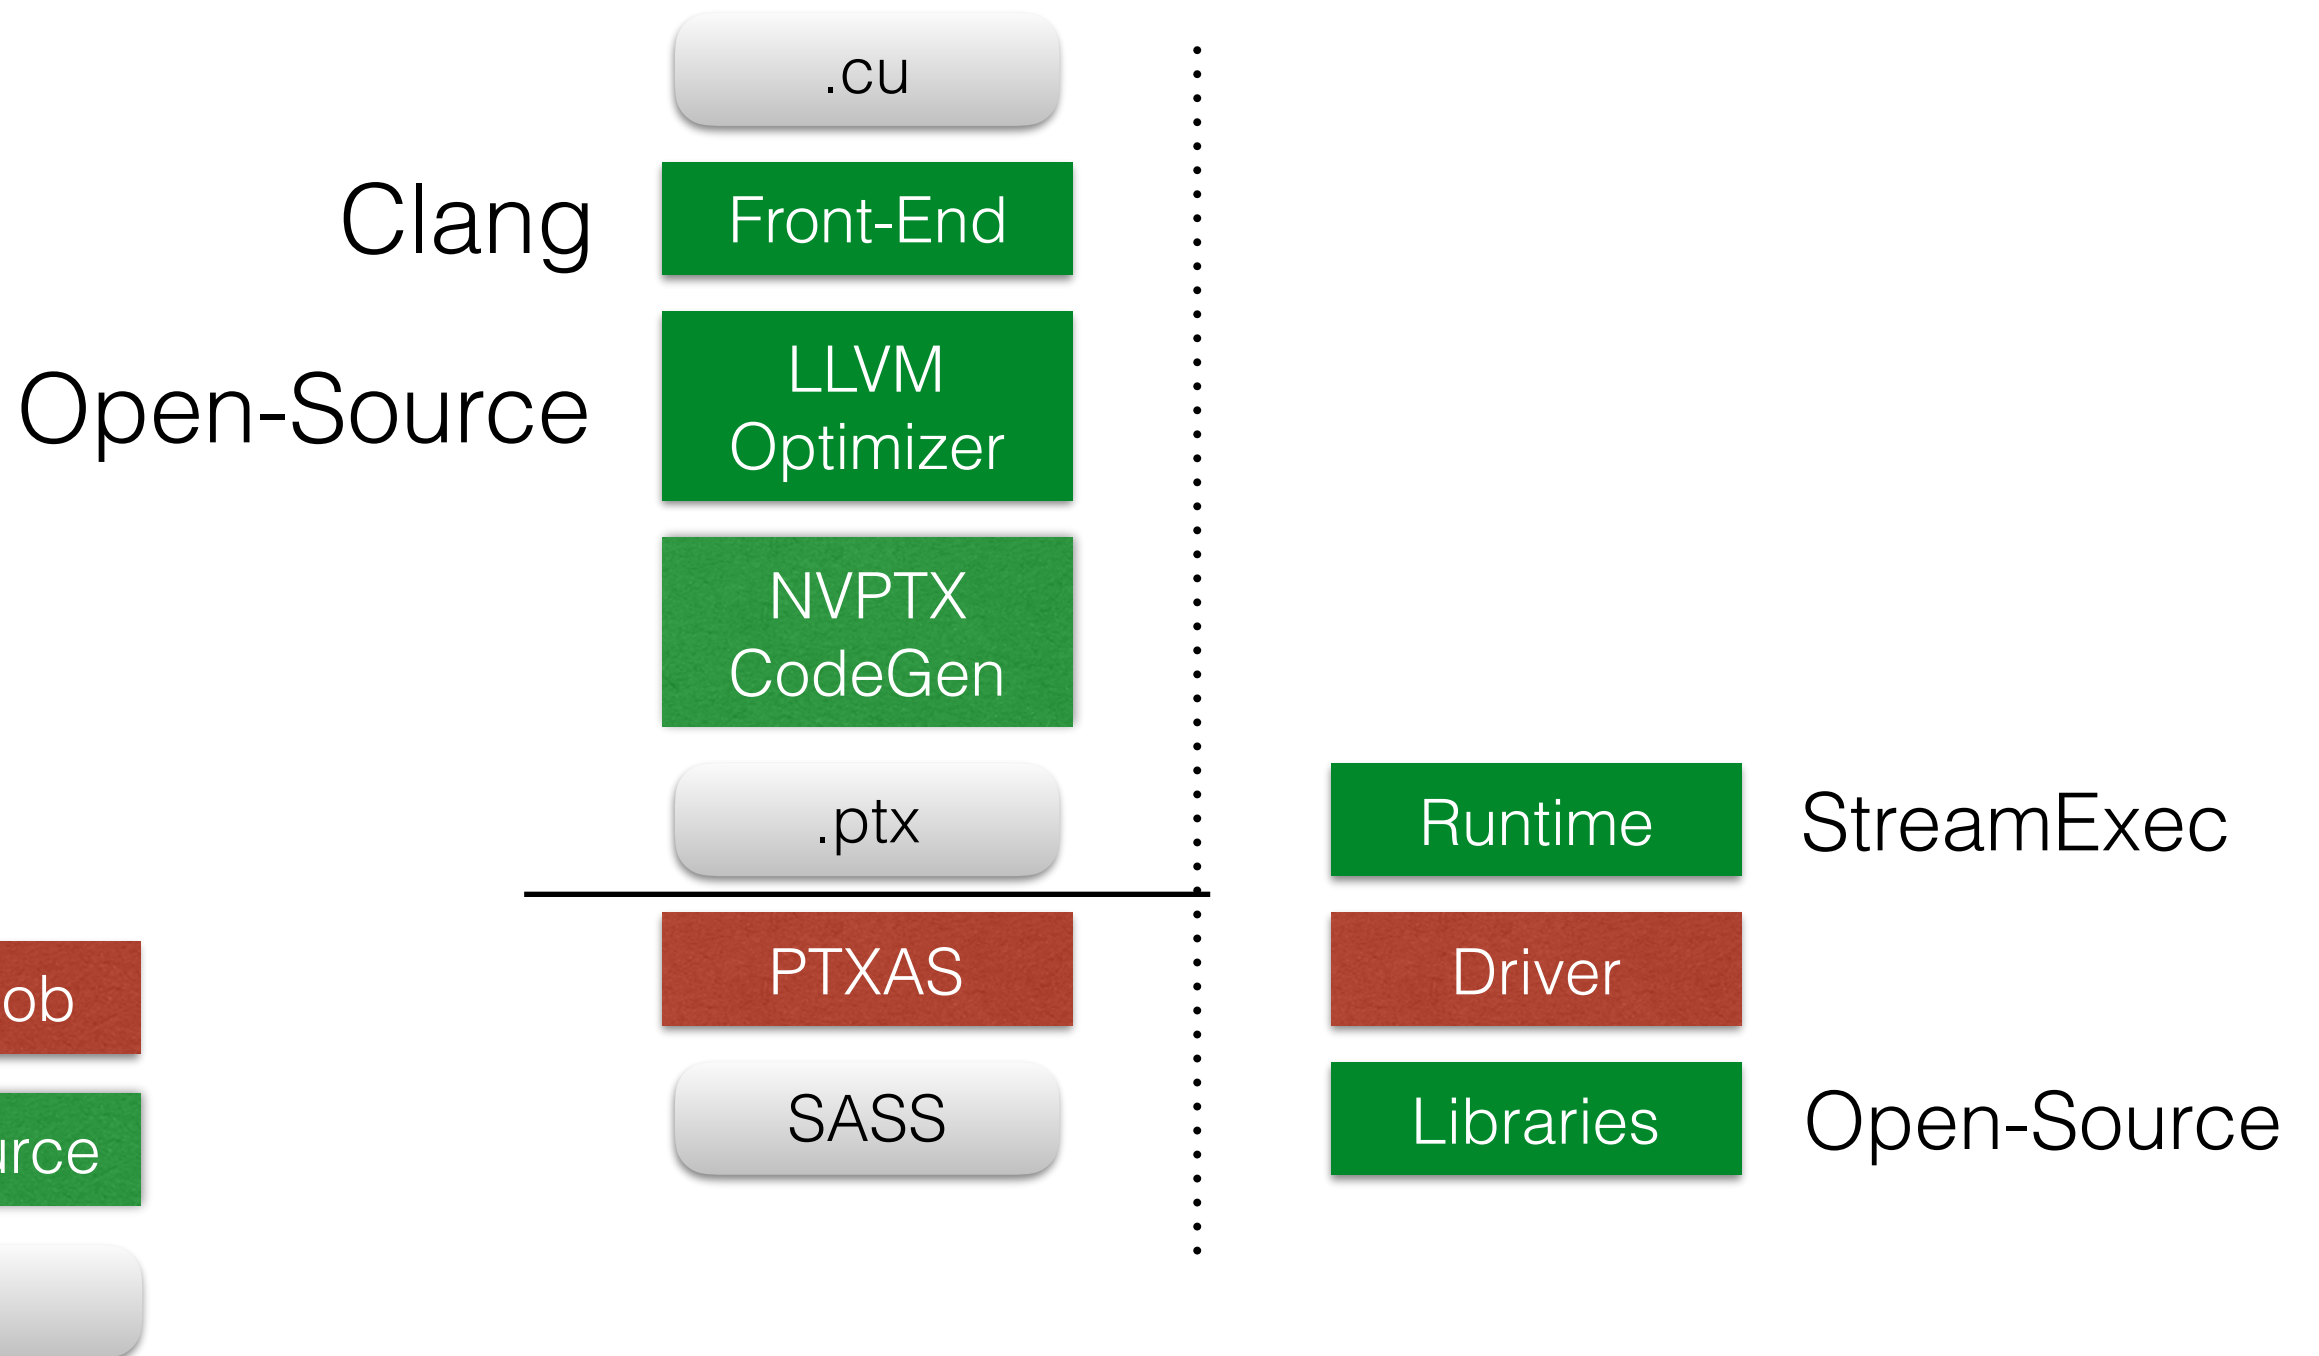 .cu
Clang
Front-End
Open-Source
LLVM
Optimizer
NVPTX
CodeGen
.ptx
Runtime
StreamExec
PTXAS
Driver
SASS
Libraries
Open-Source